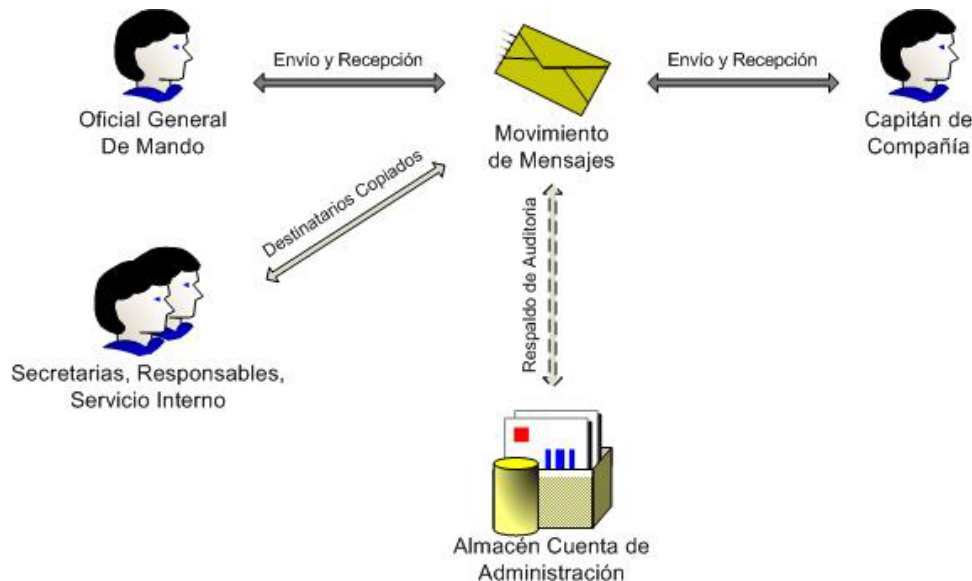 Envío y Recepción
Envío y Recepción
Oficial General
De Mando
Movimiento
de Mensajes
Capitán de
Compañía
Destinatarios Copiados
Respaldo de Auditoria
Secretarias, Responsables,
Servicio Interno
Almacén Cuenta de
Administración